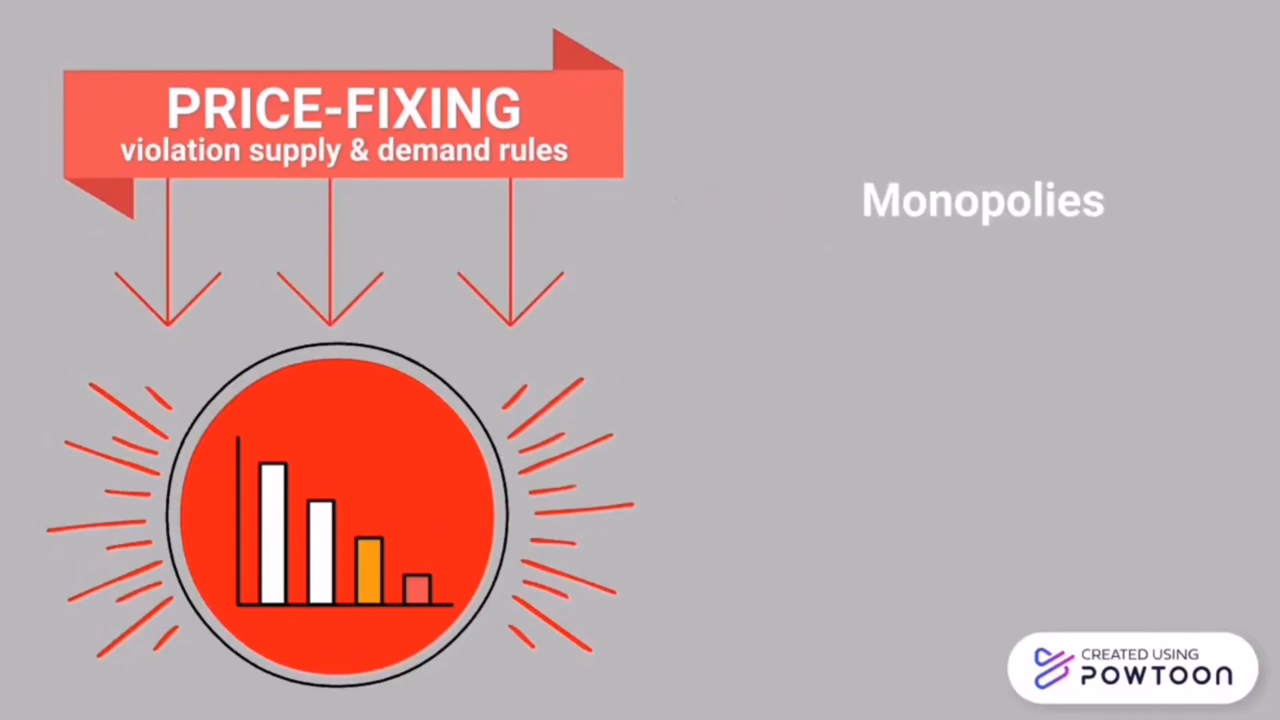 PRICE-FIXING
violation supply & demand rules
Monopolies
CREATED USING
POWTOON